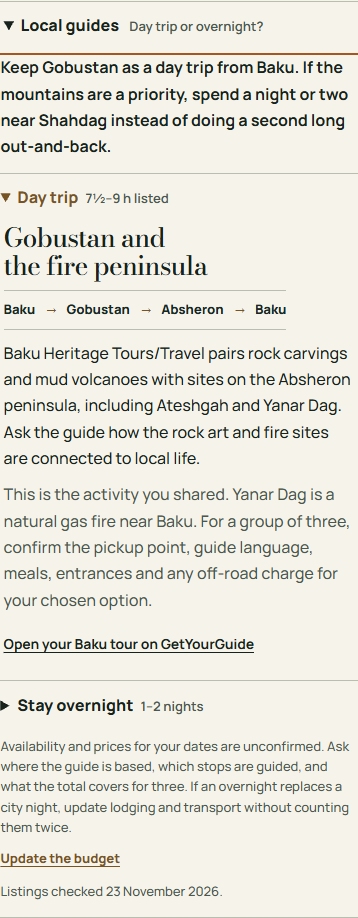 ▼ Local guides Day trip or overnight?
Keep Gobustan as a day trip from Baku. If the
mountains are a priority, spend a night or two
near Shahdag instead of doing a second long
out-and-back.
▼ Day trip 7½–9 h listed
Gobustan and
the fire peninsula
Baku → Gobustan → Absheron → Baku
Baku Heritage Tours/Travel pairs rock carvings
and mud volcanoes with sites on the Absheron
peninsula, including Ateshgah and Yanar Dag.
Ask the guide how the rock art and fire sites
are connected to local life.
This is the activity you shared. Yanar Dag is a
natural gas fire near Baku. For a group of three,
confirm the pickup point, guide language,
meals, entrances and any off-road charge for
your chosen option.
Open your Baku tour on GetYourGuide
▶ Stay overnight 1–2 nights
Availability and prices for your dates are unconfirmed. Ask
where the guide is based, which stops are guided, and
what the total covers for three. If an overnight replaces a
city night, update lodging and transport without counting
them twice.
Update the budget
Listings checked 23 November 2026.